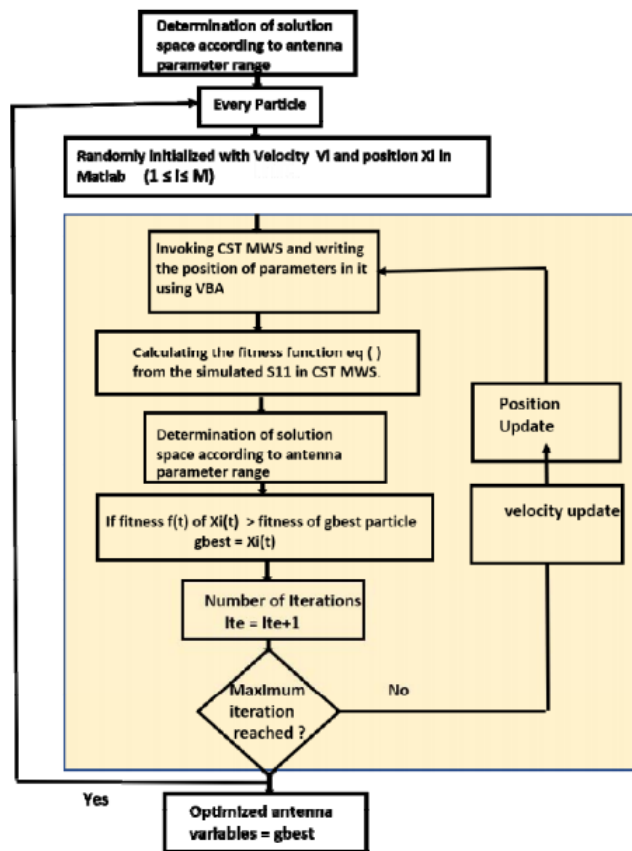 Determination of solution
space according to antenna
parameter range
Every Particle
Randomly initialized with Velocity Vi and position Xi in
Matlab (1 ≤ i≤ M)
Invoking CST MWS and writing
the position of parameters in it
using VBA
Calculating the fitness function eq ( )
from the simulated S11 in CST MWS.
Determination of solution
space according to antenna
parameter range
If fitness f(t) of Xi(t) > fitness of gbest particle
gbest = Xi(t)
Number of Iterations
Ite = Ite+1
Maximum
iteration
reached ?
No
Position
Update
velocity update
Yes
Optimized antenna
variables = gbest